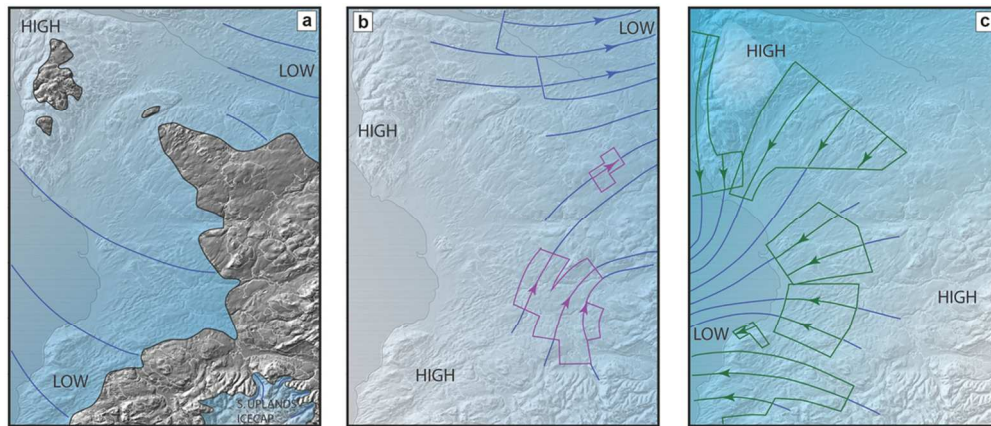 a
HIGH
LOW
LOW
S. UPLANDS
ICECAP
b
LOW
HIGH
HIGH
c
HIGH
HIGH
LOW